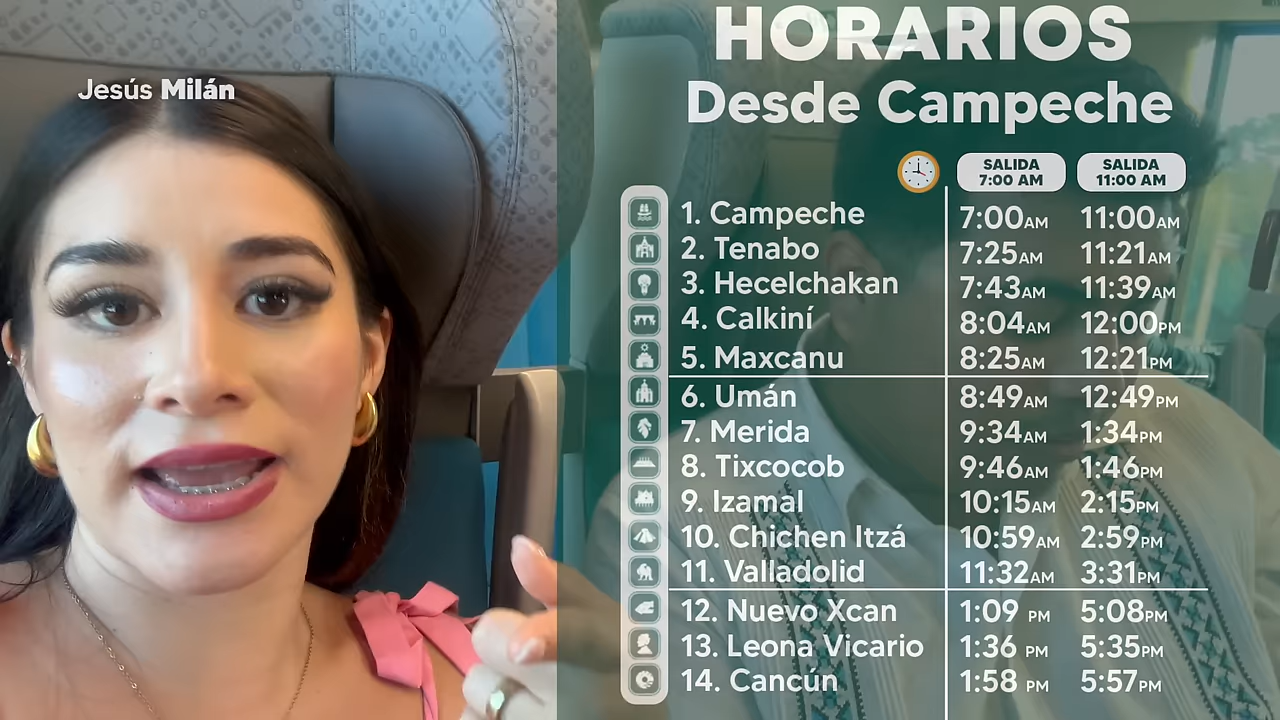 Jesús Milán
HORARIOS
Desde Campeche
SALIDA 7:00 AM
SALIDA 11:00 AM
1. Campeche 7:00AM 11:00AM
2. Tenabo 7:25AM 11:21AM
3. Hecelchakan 7:43AM 11:39AM
4. Calkiní 8:04AM 12:00PM
5. Maxcanu 8:25AM 12:21PM
6. Umán 8:49AM 12:49PM
7. Merida 9:34AM 1:34PM
8. Tixcocob 9:46AM 1:46PM
9. Izamal 10:15AM 2:15PM
10. Chichen Itzá 10:59AM 2:59PM
11. Valladolid 11:32AM 3:31PM
12. Nuevo Xcan 1:09 PM 5:08PM
13. Leona Vicario 1:36 PM 5:35PM
14. Cancún 1:58 PM 5:57PM